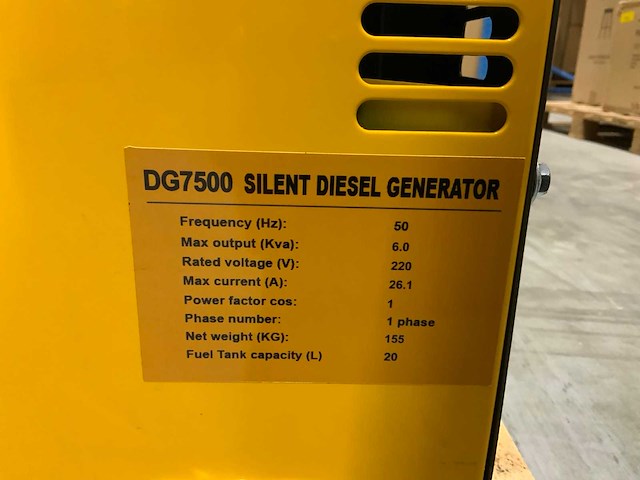 DG7500 SILENT DIESEL GENERATOR
Frequency (Hz): 50
Max output (Kva): 6.0
Rated voltage (V): 220
Max current (A): 26.1
Power factor cos: 1
Phase number: 1 phase
Net weight (KG): 155
Fuel Tank capacity (L) 20